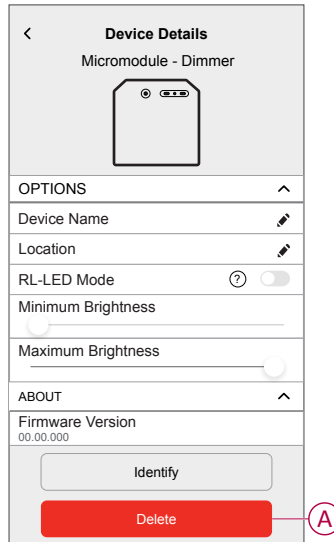 Device Details
Micromodule - Dimmer
OPTIONS
Device Name
Location
RL-LED Mode ?
Minimum Brightness
Maximum Brightness
ABOUT
Firmware Version
00.00.000
Identify
Delete
A